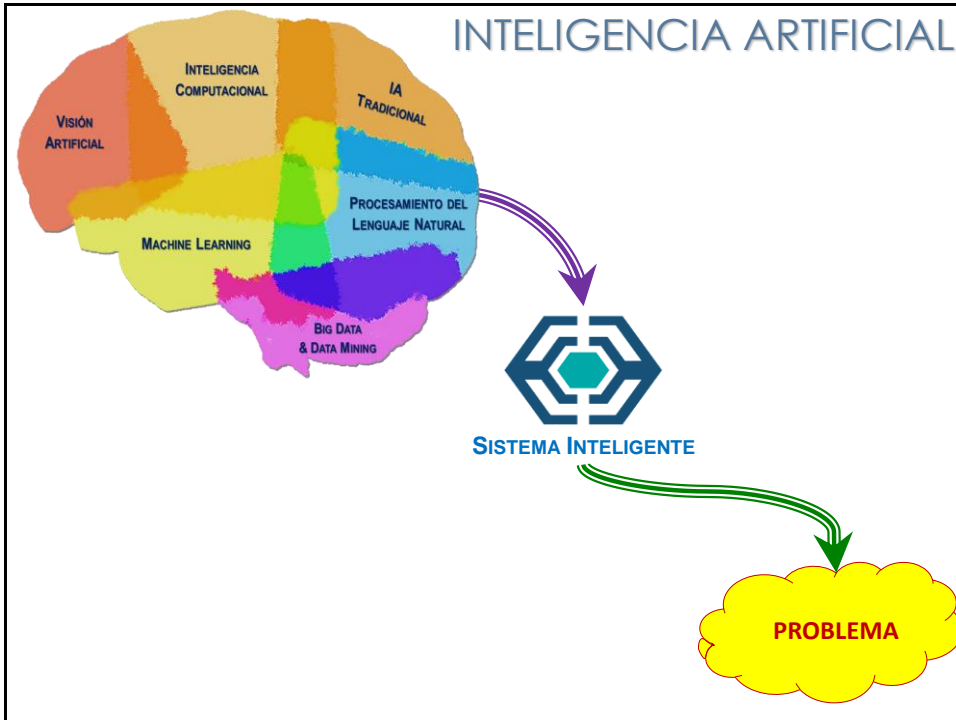 INTELIGENCIA ARTIFICIAL
INTELIGENCIA
COMPUTACIONAL
IA
TRADICIONAL
VISIÓN
ARTIFICIAL
PROCESAMIENTO DEL
LENGUAJE NATURAL
MACHINE LEARNING
BIG DATA
& DATA MINING
SISTEMA INTELIGENTE
PROBLEMA